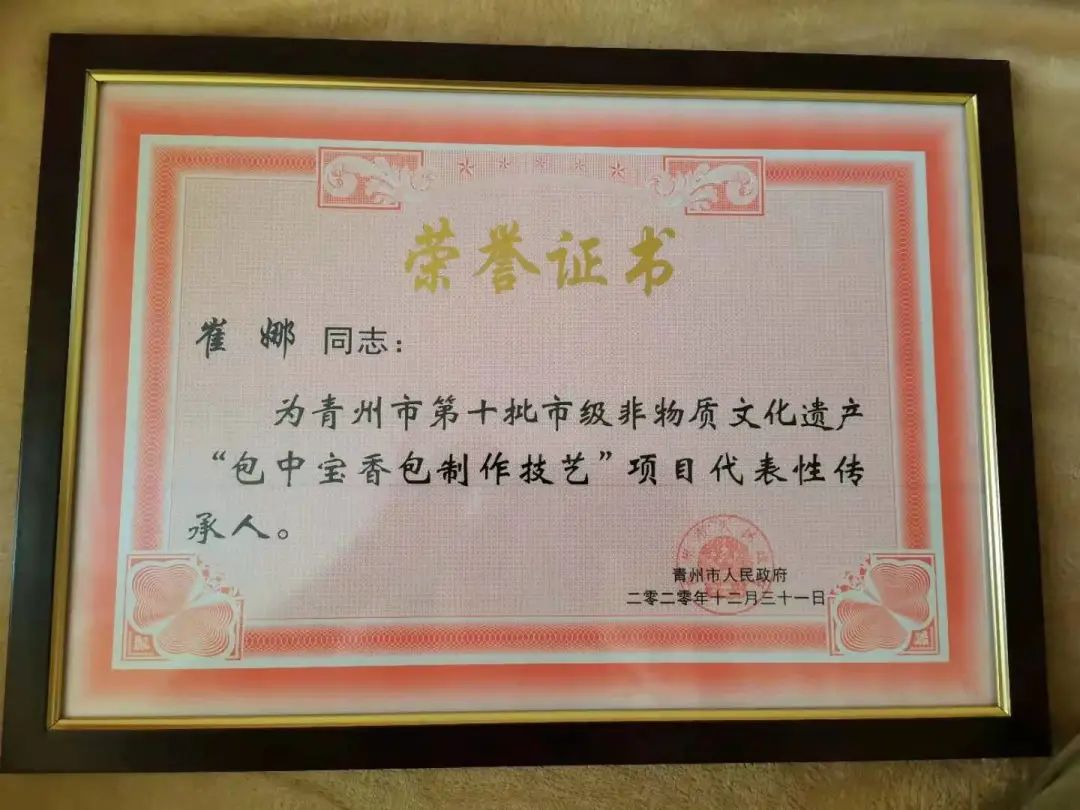 荣誉证书
崔娜 同志：
为青州市第十批市级非物质文化遗产
“包中宝香包制作技艺”项目代表性传
承人。
青州市人民政府
二零二零年十二月三十一日